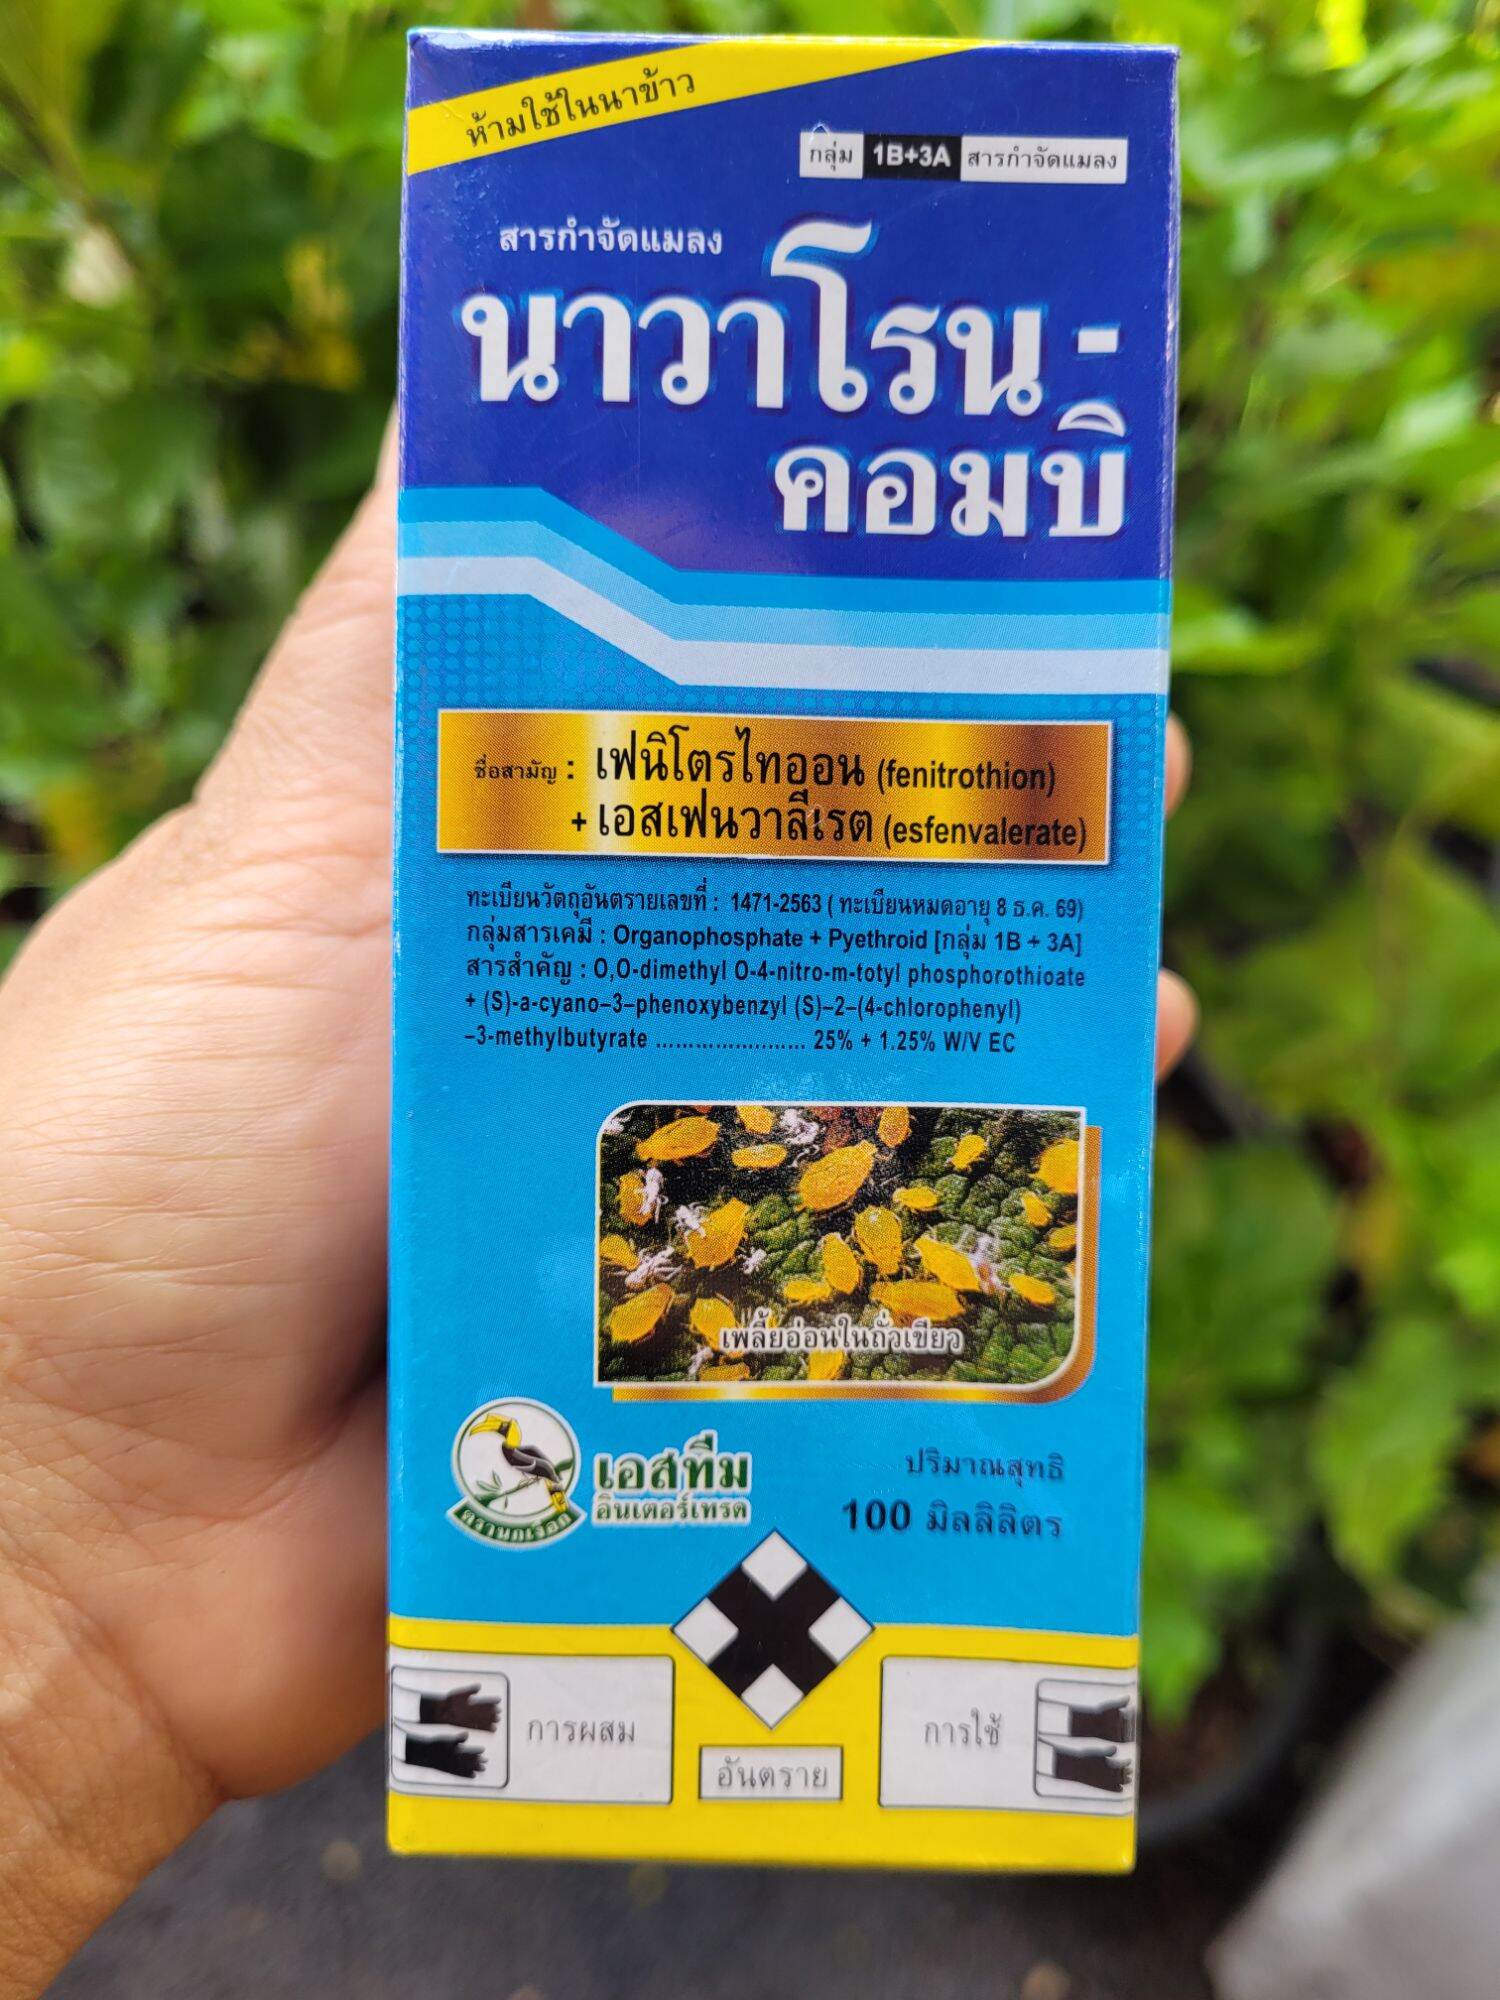 ห้ามใช้ในนาข้าว
กลุ่ม 1B+3A สารกำจัดแมลง
สารกำจัดแมลง
นาวาโรน-
คอมบิ
ชื่อสามัญ : เฟนิโตรไทออน (fenitrothion)
+ เอสเฟนวาลีเรต (esfenvalerate)
ทะเบียนวัตถุอันตรายเลขที่ : 1471-2563 ( ทะเบียนหมดอายุ 8 ธ.ค. 69)
กลุ่มสารเคมี : Organophosphate + Pyethroid [กลุ่ม 1B + 3A]
สารสำคัญ : O,O-dimethyl O-4-nitro-m-totyl phosphorothioate
+ (S)-a-cyano–3–phenoxybenzyl (S)–2–(4-chlorophenyl)
–3-methylbutyrate ....................... 25% + 1.25% W/V EC
เพลี้ยอ่อนในถั่วเขียว
เอสทีม
อินเตอร์เทรด
ตรานกเงือก
ปริมาณสุทธิ
100 มิลลิลิตร
การผสม
อันตราย
การใช้